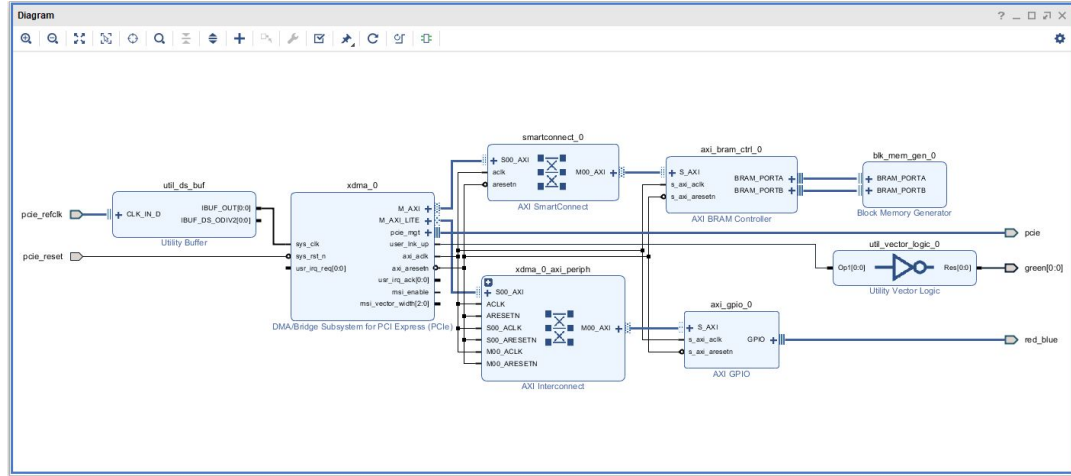 Diagram
smartconnect_0
S00_AXI
aclk
aresetn
M00_AXI
AXI SmartConnect
axi_bram_ctrl_0
S_AXI
s_axi_aclk
s_axi_aresetn
BRAM_PORTA
BRAM_PORTB
AXI BRAM Controller
blk_mem_gen_0
BRAM_PORTA
BRAM_PORTB
Block Memory Generator
pcie_refclk
pcie_reset
util_ds_buf
CLK_IN_D
IBUF_OUT[0:0]
IBUF_DS_ODIV2[0:0]
Utility Buffer
xdma_0
sys_clk
sys_rst_n
usr_irq_req[0:0]
M_AXI
M_AXI_LITE
pcie_mgt
user_lnk_up
axi_aclk
axi_aresetn
usr_irq_ack[0:0]
msi_enable
msi_vector_width[2:0]
DMA/Bridge Subsystem for PCI Express (PCIe)
pcie
util_vector_logic_0
Op1[0:0]
Res[0:0]
Utility Vector Logic
green[0:0]
xdma_0_axi_periph
S00_AXI
ACLK
ARESETN
S00_ACLK
S00_ARESETN
M00_ACLK
M00_ARESETN
M00_AXI
AXI Interconnect
axi_gpio_0
S_AXI
s_axi_aclk
s_axi_aresetn
GPIO
AXI GPIO
red_blue